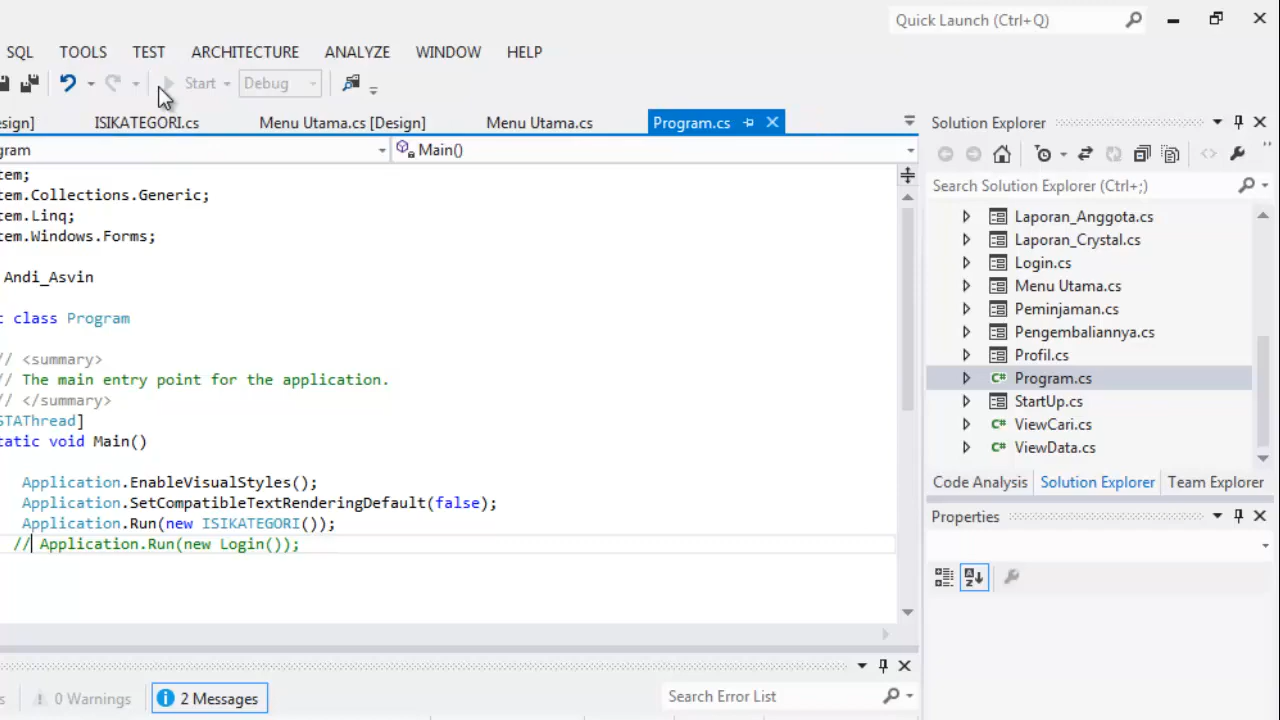 Quick Launch (Ctrl+Q)
SQL TOOLS TEST ARCHITECTURE ANALYZE WINDOW HELP
Start Debug
esign] ISIKATEGORI.cs Menu Utama.cs [Design] Menu Utama.cs Program.cs
gram Main()
tem;
tem.Collections.Generic;
tem.Linq;
tem.Windows.Forms;
Andi_Asvin
c class Program
// <summary>
// The main entry point for the application.
// </summary>
STAThread]
tatic void Main()
Application.EnableVisualStyles();
Application.SetCompatibleTextRenderingDefault(false);
Application.Run(new ISIKATEGORI());
// Application.Run(new Login());
Solution Explorer
Search Solution Explorer (Ctrl+;)
Laporan_Anggota.cs
Laporan_Crystal.cs
Login.cs
Menu Utama.cs
Peminjaman.cs
Pengembaliannya.cs
Profil.cs
C# Program.cs
StartUp.cs
C# ViewCari.cs
C# ViewData.cs
Code Analysis Solution Explorer Team Explorer
Properties
s 0 Warnings 2 Messages Search Error List